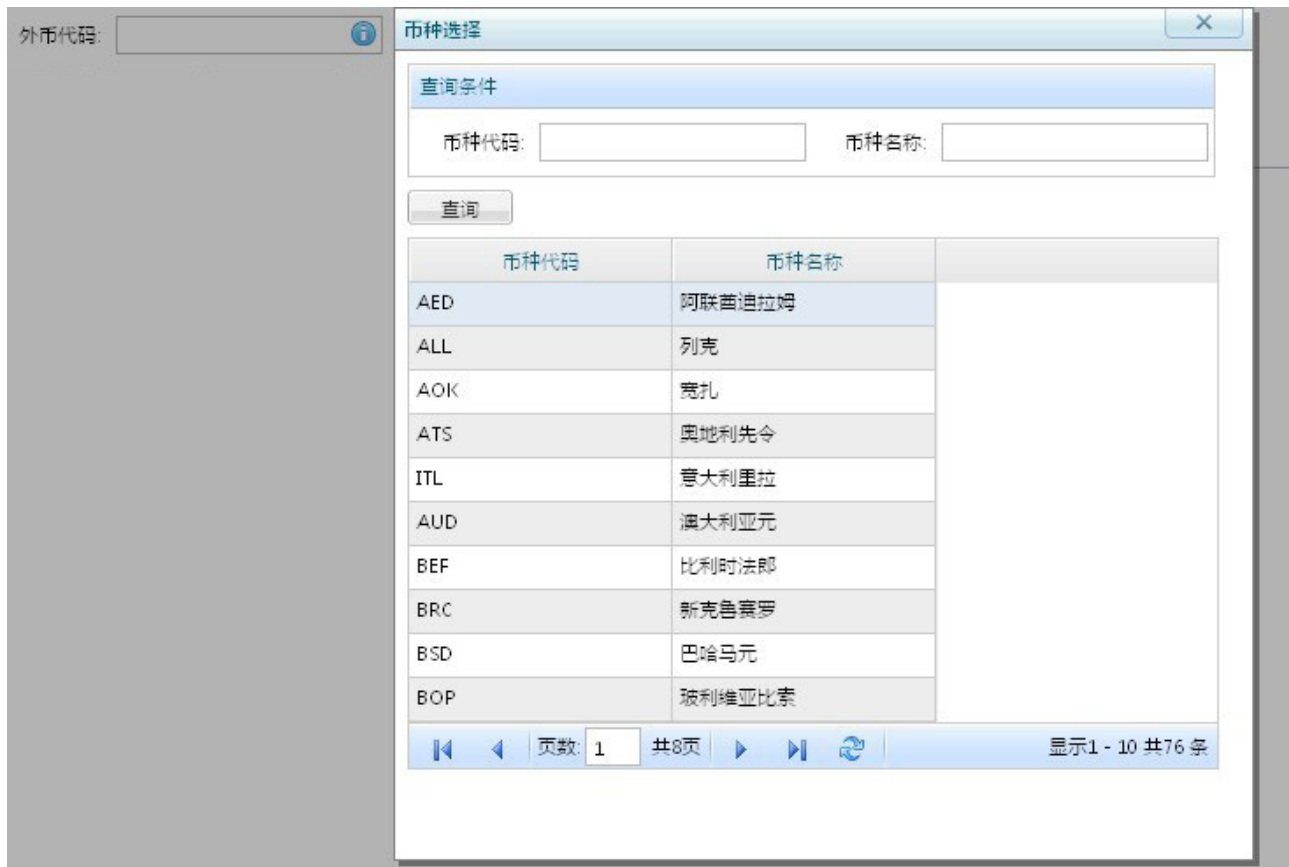 外币代码:
币种选择
查询条件
币种代码: 币种名称:
查询
币种代码 币种名称
AED 阿联酋迪拉姆
ALL 列克
AOK 宽扎
ATS 奥地利先令
ITL 意大利里拉
AUD 澳大利亚元
BEF 比利时法郎
BRC 新克鲁赛罗
BSD 巴哈马元
BOP 玻利维亚比索
页数: 1 共8页 显示1 - 10 共76 条